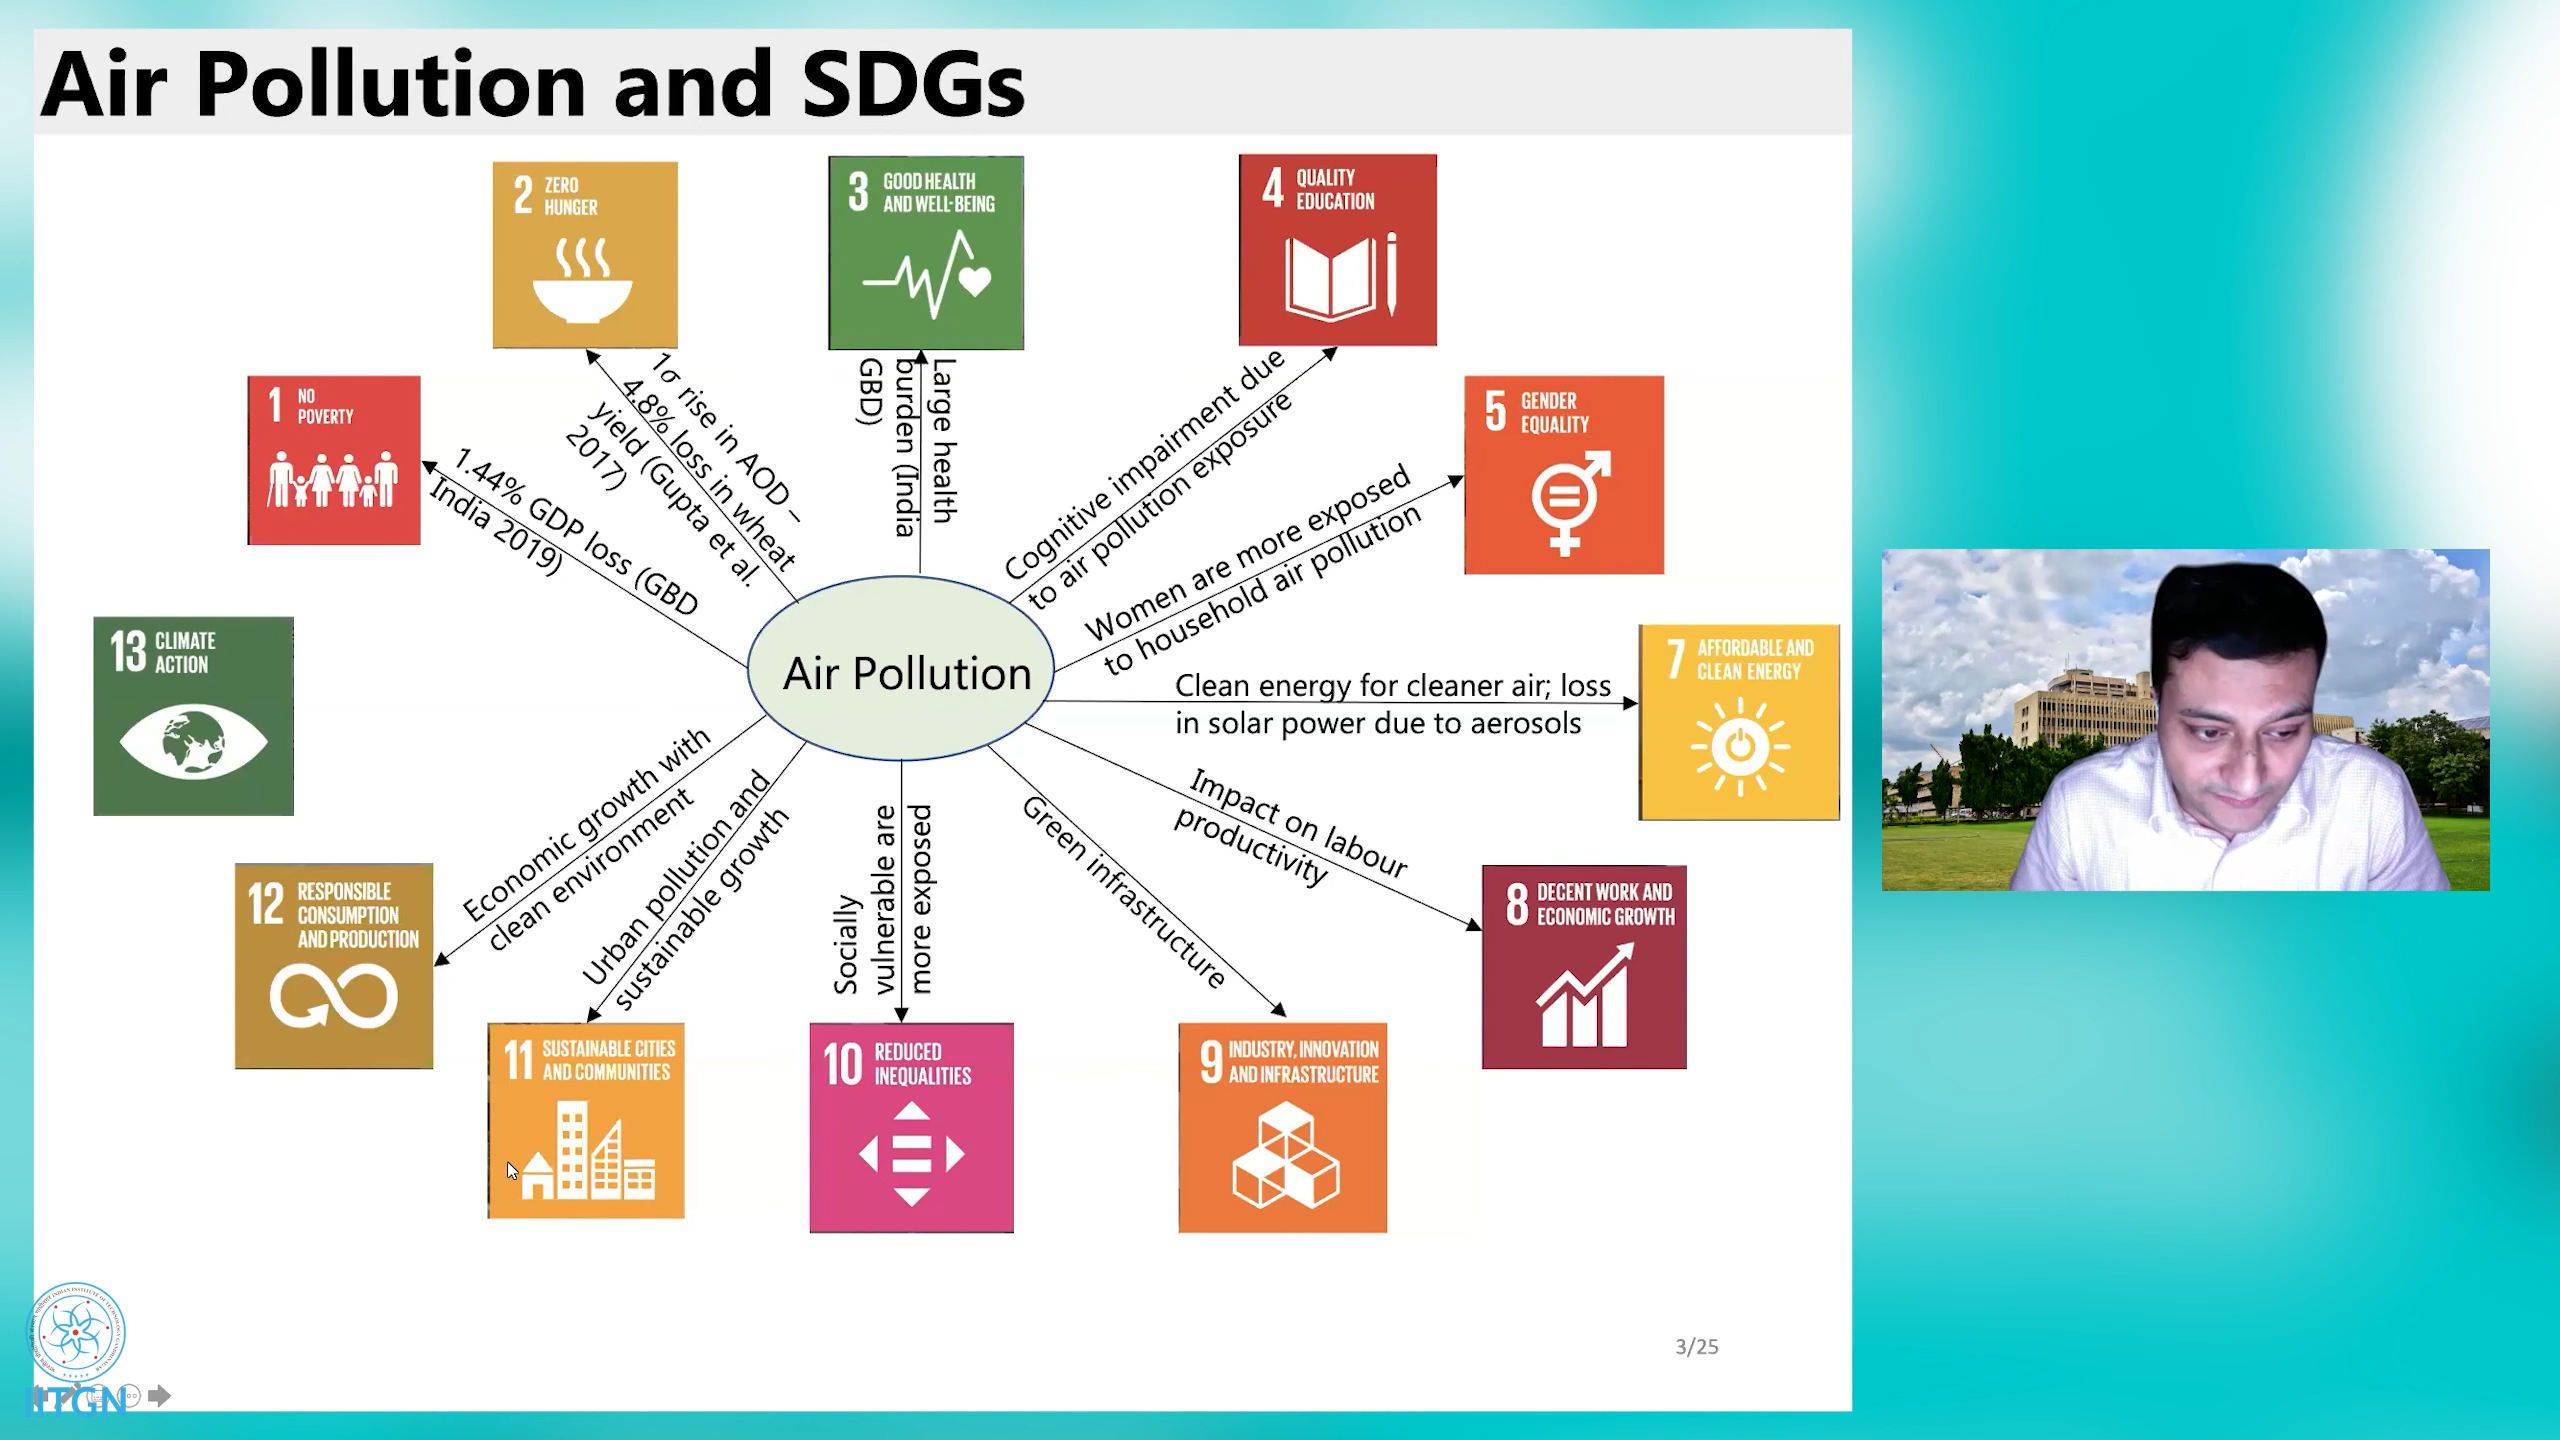 Air Pollution and SDGs
2 ZERO
HUNGER
3 GOOD HEALTH
AND WELL-BEING
4 QUALITY
EDUCATION
1 NO
POVERTY
5 GENDER
EQUALITY
1σ rise in AOD –
4.8% loss in wheat
yield (Gupta et al.
2017)
Large health
burden (India
GBD)
Cognitive impairment due
to air pollution exposure
1.44% GDP loss (GBD
India 2019)
Women are more exposed
to household air pollution
13 CLIMATE
ACTION
Air Pollution
Clean energy for cleaner air; loss
in solar power due to aerosols
7 AFFORDABLE AND
CLEAN ENERGY
Economic growth with
clean environment
Urban pollution and
sustainable growth
Socially
vulnerable are
more exposed
Green infrastructure
Impact on labour
productivity
12 RESPONSIBLE
CONSUMPTION
AND PRODUCTION
8 DECENT WORK AND
ECONOMIC GROWTH
11 SUSTAINABLE CITIES
AND COMMUNITIES
10 REDUCED
INEQUALITIES
9 INDUSTRY, INNOVATION
AND INFRASTRUCTURE
3/25
IITGN